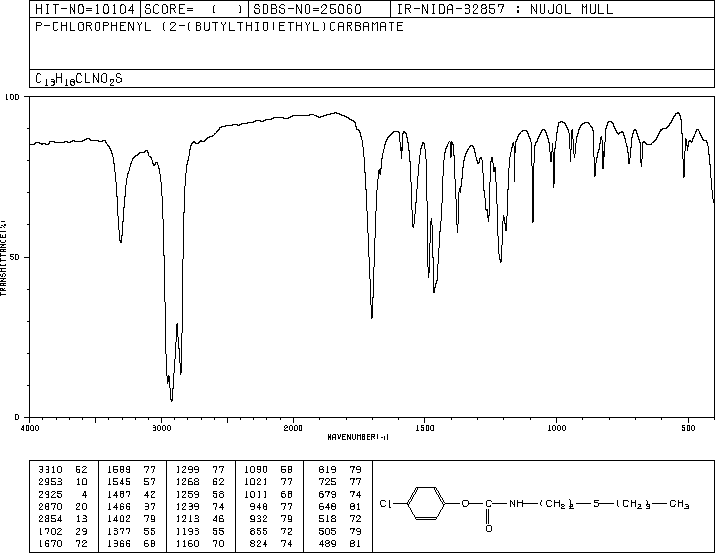 HIT-NO=10104 SCORE= ( ) SDBS-NO=25060 IR-NIDA-32857 : NUJOL MULL
P-CHLOROPHENYL (2-(BUTYLTHIO)ETHYL)CARBAMATE
C13H18CLNO2S
100
50
0
TRANSMITTANCE(%)
4000 3000 2000 1500 1000 500
WAVENUMBER(-1)
3310 52 1589 77 1299 77 1090 58 819 79
2953 10 1545 57 1268 62 1021 77 725 77
2925 4 1487 42 1259 58 1011 68 679 74
2870 20 1466 37 1239 74 948 77 648 81
2854 13 1402 79 1213 46 932 79 518 72
1702 29 1377 55 1193 55 855 72 505 79
1670 72 1366 68 1160 70 824 74 489 81
Cl O C NH (CH2)2 S (CH2)3 CH3
O